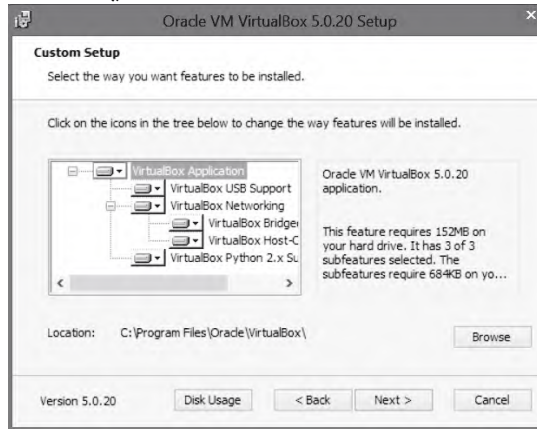 Oracle VM VirtualBox 5.0.20 Setup
Custom Setup
Select the way you want features to be installed.
Click on the icons in the tree below to change the way features will be installed.
VirtualBox Application
VirtualBox USB Support
VirtualBox Networking
VirtualBox Bridge
VirtualBox Host-C
VirtualBox Python 2.x Su
Oracle VM VirtualBox 5.0.20
application.
This feature requires 152MB on
your hard drive. It has 3 of 3
subfeatures selected. The
subfeatures require 684KB on yo...
Location: C:\Program Files\Oracle\VirtualBox\
Browse
Version 5.0.20
Disk Usage
< Back
Next >
Cancel